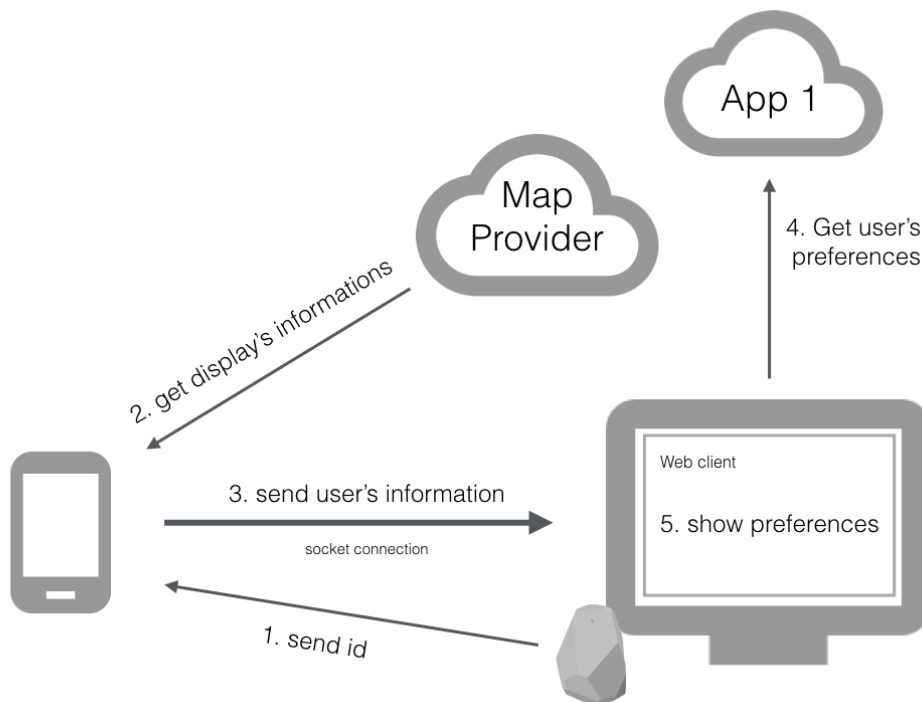 App 1
Map
Provider
4. Get user's
preferences
2. get display's informations
Web client
3. send user's information
5. show preferences
socket connection
1. send id